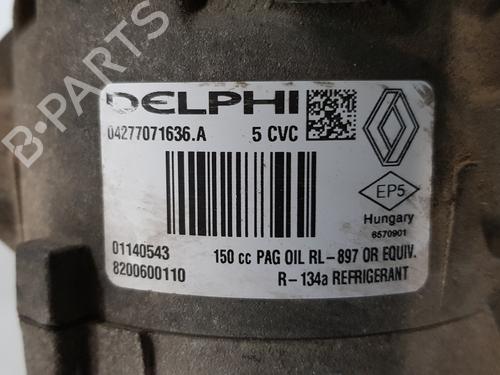 B-PARTS
DELPHI
04277071636.A 5 CVC
EP5
Hungary
6570901
01140543 150 cc PAG OIL RL-897 OR EQUIV.
8200600110 R-134a REFRIGERANT